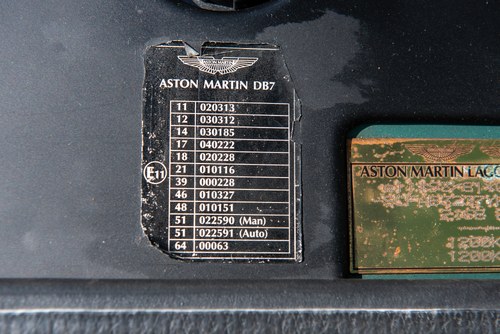 ASTON MARTIN DB7
11 020313
12 030312
14 030185
17 040222
18 020228
21 010116
39 000228
46 010327
48 010151
51 022590 (Man)
51 022591 (Auto)
64 00063
E11
ASTON MARTIN LAGO
1200K